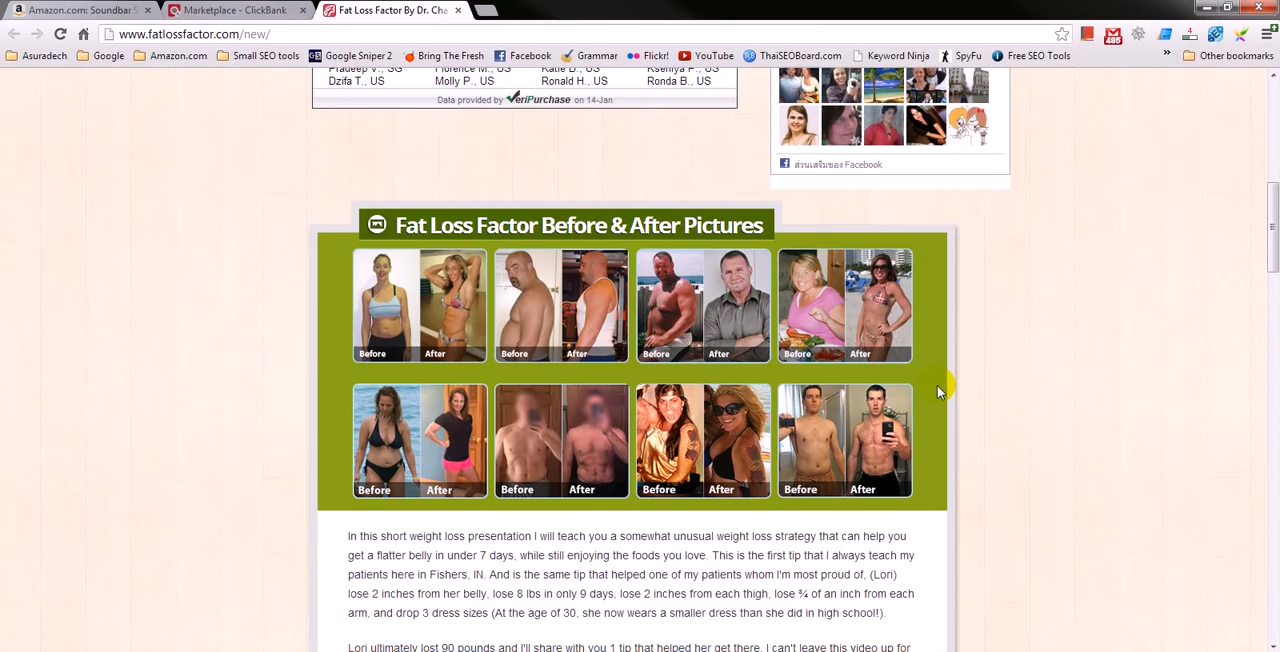 Amazon.com: Soundbar S
Marketplace - ClickBank
Fat Loss Factor By Dr. Cha
www.fatlossfactor.com/new/
Asuradech
Google
Amazon.com
Small SEO tools
Google Sniper 2
Bring The Fresh
Facebook
Grammar
Flickr!
YouTube
ThaiSEOBoard.com
Keyword Ninja
SpyFu
Free SEO Tools
»
Other bookmarks
Pradeep V., SG Florence M., US Katie B., US Kseniya P., US
Dzifa T., US Molly P., US Ronald H., US Ronda B., US
Data provided by VeriPurchase on 14-Jan
ส่วนเสริมของ Facebook
Fat Loss Factor Before & After Pictures
Before After Before After Before After Before After
Before After Before After Before After Before After
In this short weight loss presentation I will teach you a somewhat unusual weight loss strategy that can help you
get a flatter belly in under 7 days, while still enjoying the foods you love. This is the first tip that I always teach my
patients here in Fishers, IN. And is the same tip that helped one of my patients whom I'm most proud of, (Lori)
lose 2 inches from her belly, lose 8 lbs in only 9 days, lose 2 inches from each thigh, lose ¾ of an inch from each
arm, and drop 3 dress sizes (At the age of 30, she now wears a smaller dress than she did in high school!).
Lori ultimately lost 90 pounds and I'll share with you 1 tip that helped her get there. I can't leave this video up for